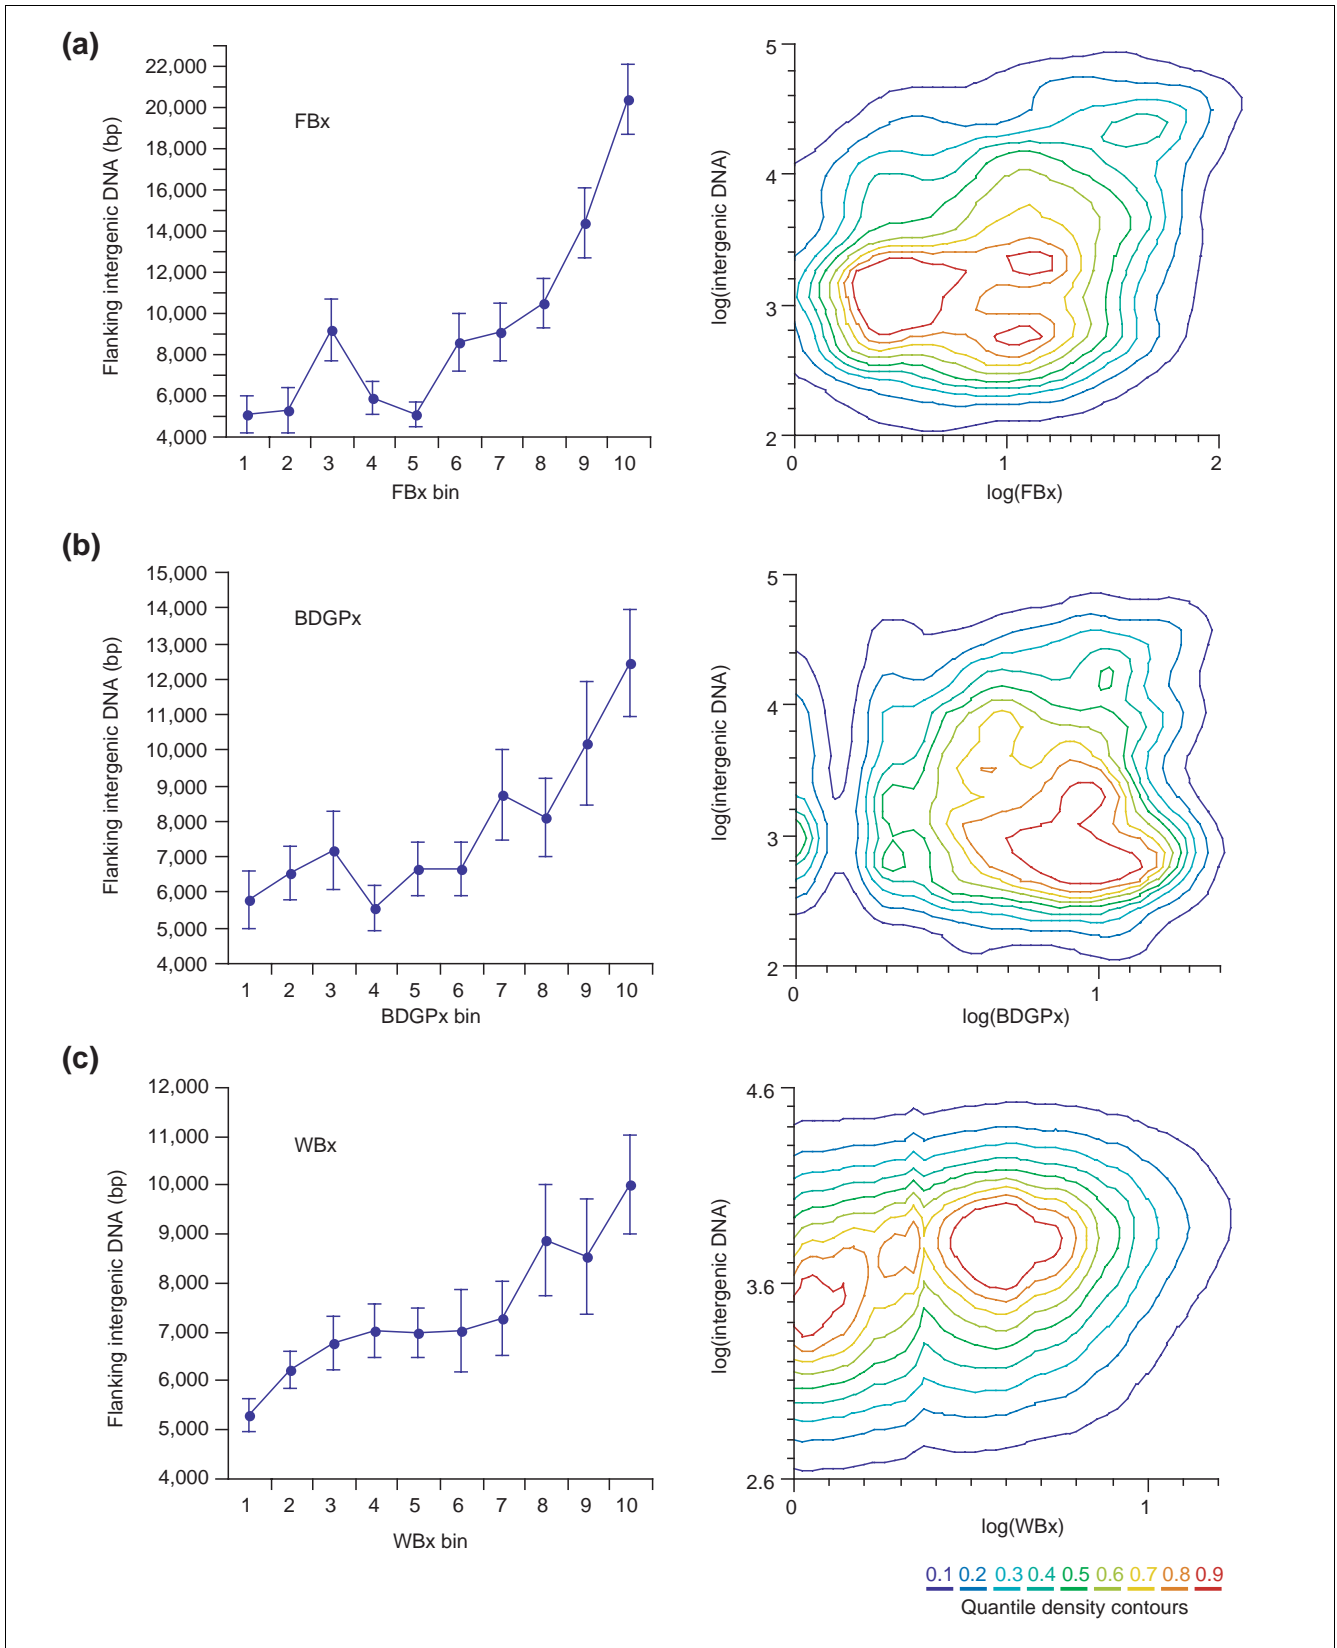 (a)
Flanking intergenic DNA (bp)
22,000
20,000
18,000
16,000
14,000
12,000
10,000
8,000
6,000
4,000
FBx
1 2 3 4 5 6 7 8 9 10
FBx bin
log(intergenic DNA)
5
4
3
2
0 1 2
log(FBx)
(b)
Flanking intergenic DNA (bp)
15,000
14,000
13,000
12,000
11,000
10,000
9,000
8,000
7,000
6,000
5,000
4,000
BDGPx
1 2 3 4 5 6 7 8 9 10
BDGPx bin
log(intergenic DNA)
5
4
3
2
0 1
log(BDGPx)
(c)
Flanking intergenic DNA (bp)
12,000
11,000
10,000
9,000
8,000
7,000
6,000
5,000
4,000
WBx
1 2 3 4 5 6 7 8 9 10
WBx bin
log(intergenic DNA)
4.6
3.6
2.6
0 1
log(WBx)
0.1 0.2 0.3 0.4 0.5 0.6 0.7 0.8 0.9
Quantile density contours